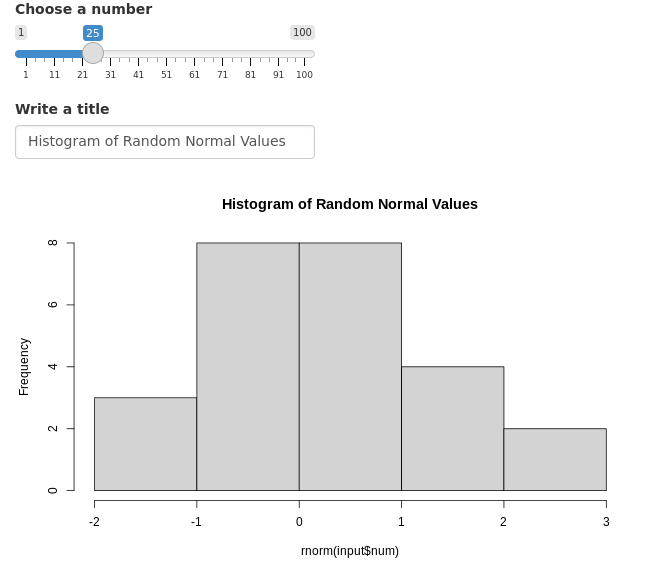 Choose a number
1 25 100
1 11 21 31 41 51 61 71 81 91 100
Write a title
Histogram of Random Normal Values
Histogram of Random Normal Values
Frequency
8
6
4
2
0
-2 -1 0 1 2 3
rnorm(input$num)